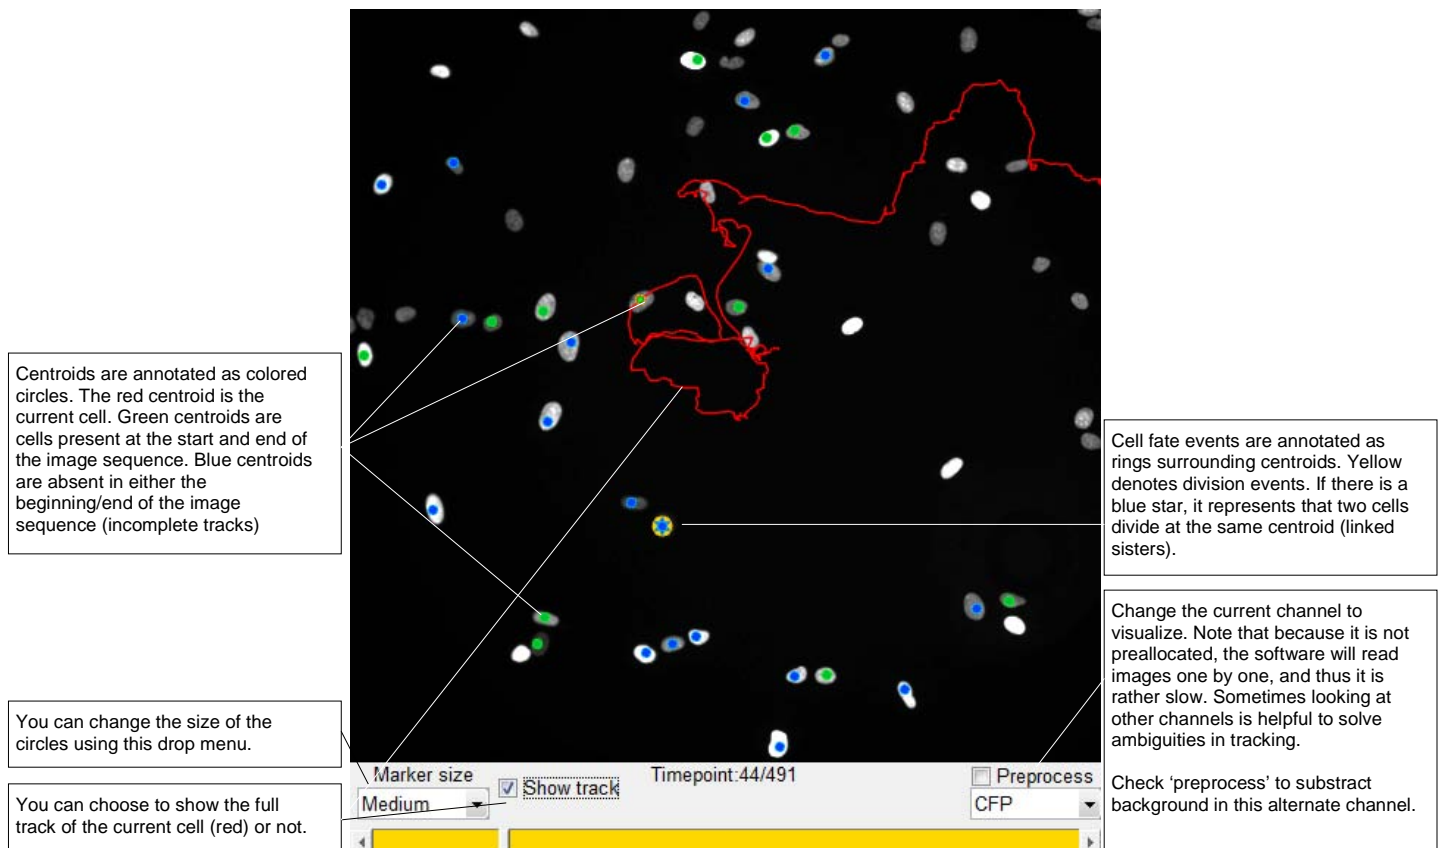 Centroids are annotated as colored
circles. The red centroid is the
current cell. Green centroids are
cells present at the start and end of
the image sequence. Blue centroids
are absent in either the
beginning/end of the image
sequence (incomplete tracks)
You can change the size of the
circles using this drop menu.
You can choose to show the full
track of the current cell (red) or not.
Marker size
Medium
Show track
Timepoint:44/491
Preprocess
CFP
Cell fate events are annotated as
rings surrounding centroids. Yellow
denotes division events. If there is a
blue star, it represents that two cells
divide at the same centroid (linked
sisters).
Change the current channel to
visualize. Note that because it is not
preallocated, the software will read
images one by one, and thus it is
rather slow. Sometimes looking at
other channels is helpful to solve
ambiguities in tracking.
Check ‘preprocess’ to substract
background in this alternate channel.